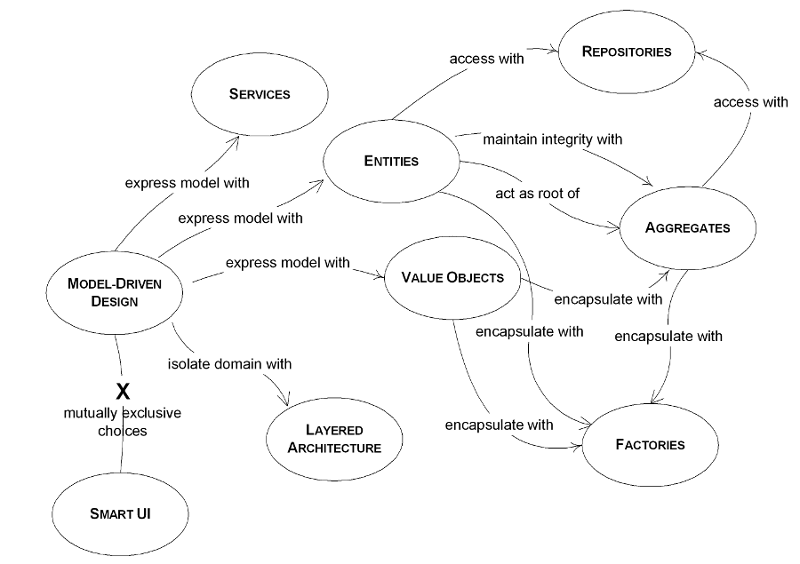 REPOSITORIES
access with
SERVICES
access with
maintain integrity with
ENTITIES
express model with
act as root of
express model with
AGGREGATES
express model with
VALUE OBJECTS
MODEL-DRIVEN
DESIGN
encapsulate with
encapsulate with
encapsulate with
isolate domain with
X
mutually exclusive
choices
encapsulate with
LAYERED
ARCHITECTURE
FACTORIES
SMART UI